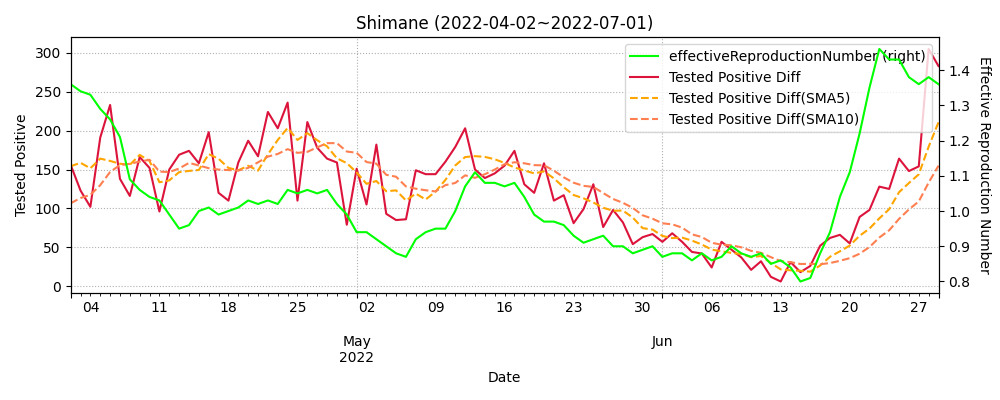 Shimane (2022-04-02~2022-07-01)
effectiveReproductionNumber (right)
Tested Positive Diff
Tested Positive Diff(SMA5)
Tested Positive Diff(SMA10)
Tested Positive
300
250
200
150
100
50
0
Effective Reproduction Number
1.4
1.3
1.2
1.1
1.0
0.9
0.8
04 11 18 25 02 09 16 23 30 06 13 20 27
May Jun
2022
Date